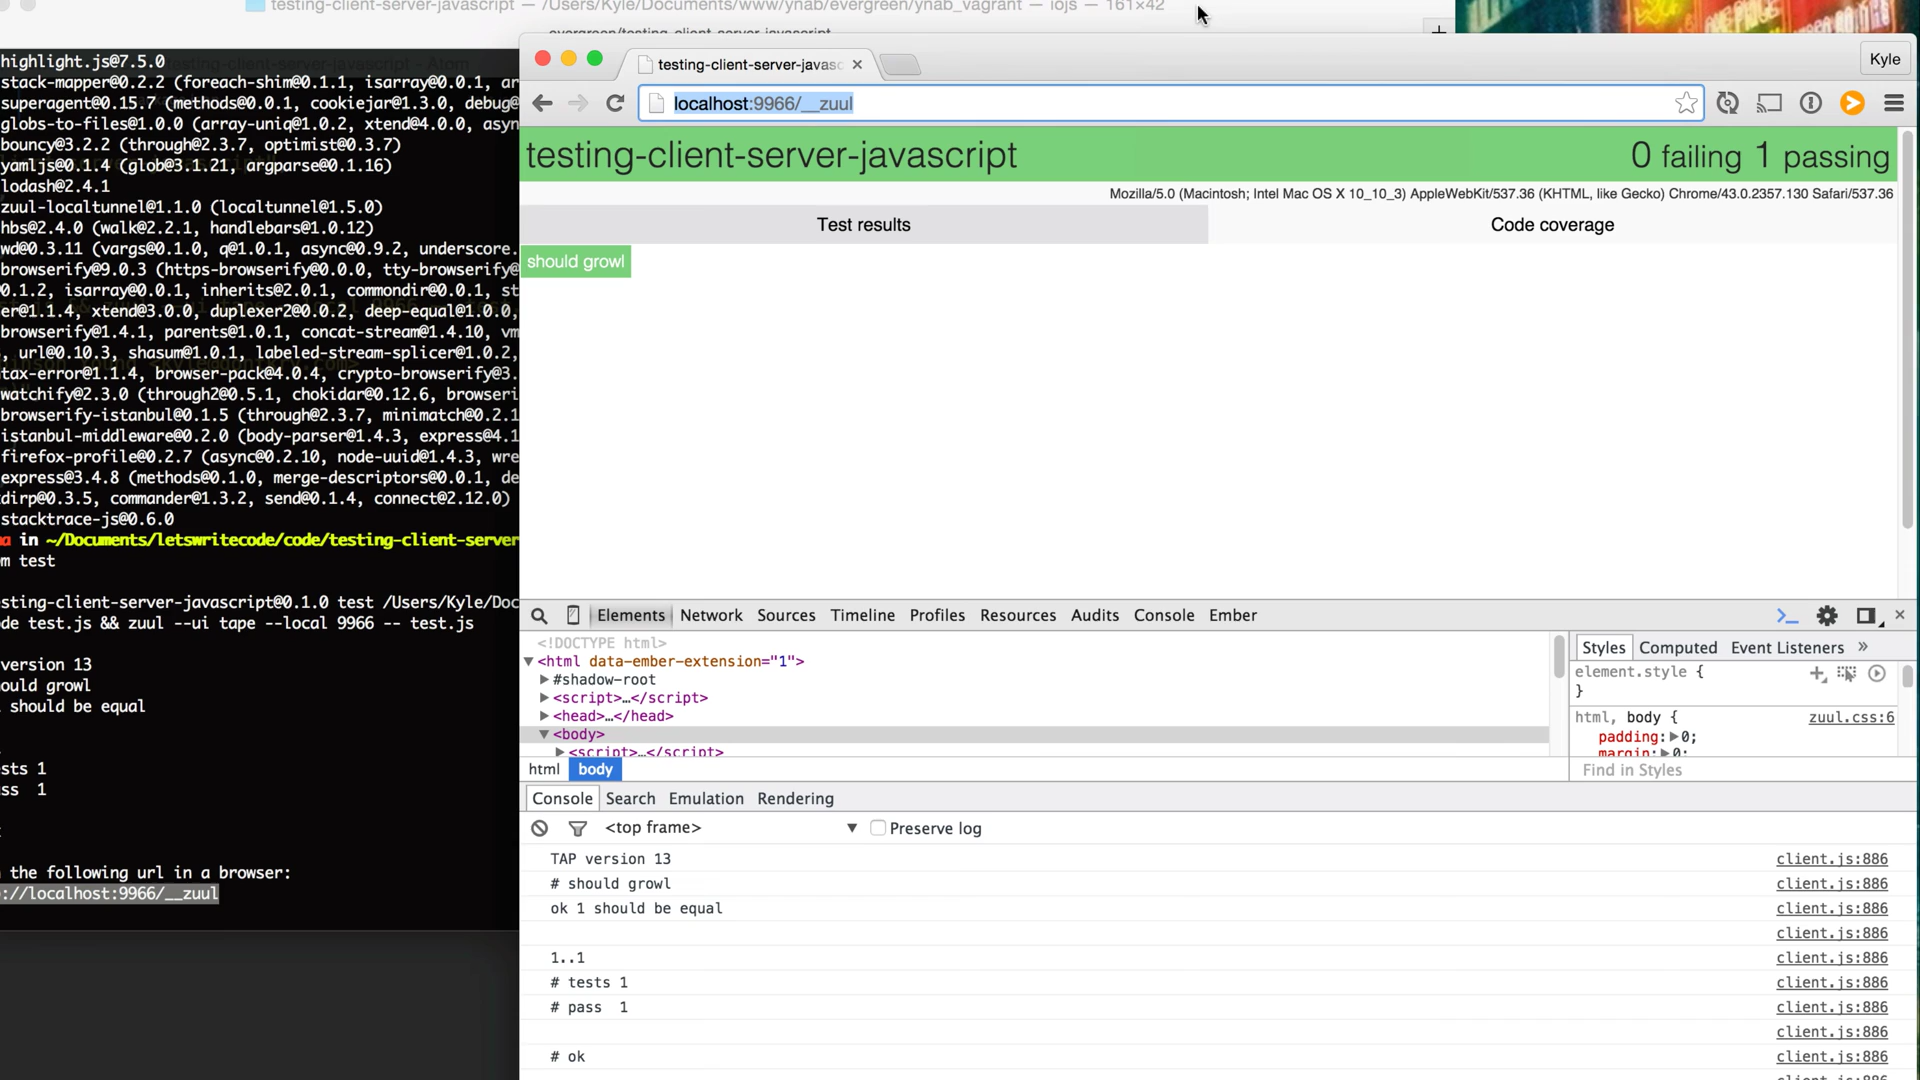 testing-client-server-javascript — /Users/Kyle/Documents/www/ynab/evergreen/ynab_vagrant — iojs — 161×42
evergreen/testing-client-server-javascript
highlight.js@7.5.0
stack-mapper@0.2.2 (foreach-shim@0.1.1, isarray@0.0.1, ar
superagent@0.15.7 (methods@0.0.1, cookiejar@1.3.0, debug@
globs-to-files@1.0.0 (array-uniq@1.0.2, xtend@4.0.0, asyn
bouncy@3.2.2 (through@2.3.7, optimist@0.3.7)
yamljs@0.1.4 (glob@3.1.21, argparse@0.1.16)
lodash@2.4.1
zuul-localtunnel@1.1.0 (localtunnel@1.5.0)
hbs@2.4.0 (walk@2.2.1, handlebars@1.0.12)
wd@0.3.11 (vargs@0.1.0, q@1.0.1, async@0.9.2, underscore.
browserify@9.0.3 (https-browserify@0.0.0, tty-browserify@
0.1.2, isarray@0.0.1, inherits@2.0.1, commondir@0.0.1, st
er@1.1.4, xtend@3.0.0, duplexer2@0.0.2, deep-equal@1.0.0,
browserify@1.4.1, parents@1.0.1, concat-stream@1.4.10, vm
, url@0.10.3, shasum@1.0.1, labeled-stream-splicer@1.0.2,
tax-error@1.1.4, browser-pack@4.0.4, crypto-browserify@3.
watchify@2.3.0 (through2@0.5.1, chokidar@0.12.6, browseri
browserify-istanbul@0.1.5 (through@2.3.7, minimatch@0.2.1
istanbul-middleware@0.2.0 (body-parser@1.4.3, express@4.1
firefox-profile@0.2.7 (async@0.2.10, node-uuid@1.4.3, wre
express@3.4.8 (methods@0.1.0, merge-descriptors@0.0.1, de
dirp@0.3.5, commander@1.3.2, send@0.1.4, connect@2.12.0)
stacktrace-js@0.6.0
in ~/Documents/letswritecode/code/testing-client-server
m test
sting-client-server-javascript@0.1.0 test /Users/Kyle/Doc
de test.js && zuul --ui tape --local 9966 -- test.js
version 13
ould growl
should be equal
sts 1
ss 1
the following url in a browser:
://localhost:9966/__zuul
testing-client-server-javasc
Kyle
localhost:9966/__zuul
testing-client-server-javascript
0 failing 1 passing
Mozilla/5.0 (Macintosh; Intel Mac OS X 10_10_3) AppleWebKit/537.36 (KHTML, like Gecko) Chrome/43.0.2357.130 Safari/537.36
Test results
Code coverage
should growl
Elements Network Sources Timeline Profiles Resources Audits Console Ember
<!DOCTYPE html>
<html data-ember-extension="1">
#shadow-root
<script>…</script>
<head>…</head>
<body>
<script>…</script>
html body
Styles Computed Event Listeners »
element.style {
}
html, body { zuul.css:6
padding: 0;
margin: 0;
Find in Styles
Console Search Emulation Rendering
<top frame> Preserve log
TAP version 13 client.js:886
# should growl client.js:886
ok 1 should be equal client.js:886
client.js:886
1..1 client.js:886
# tests 1 client.js:886
# pass 1 client.js:886
client.js:886
# ok client.js:886